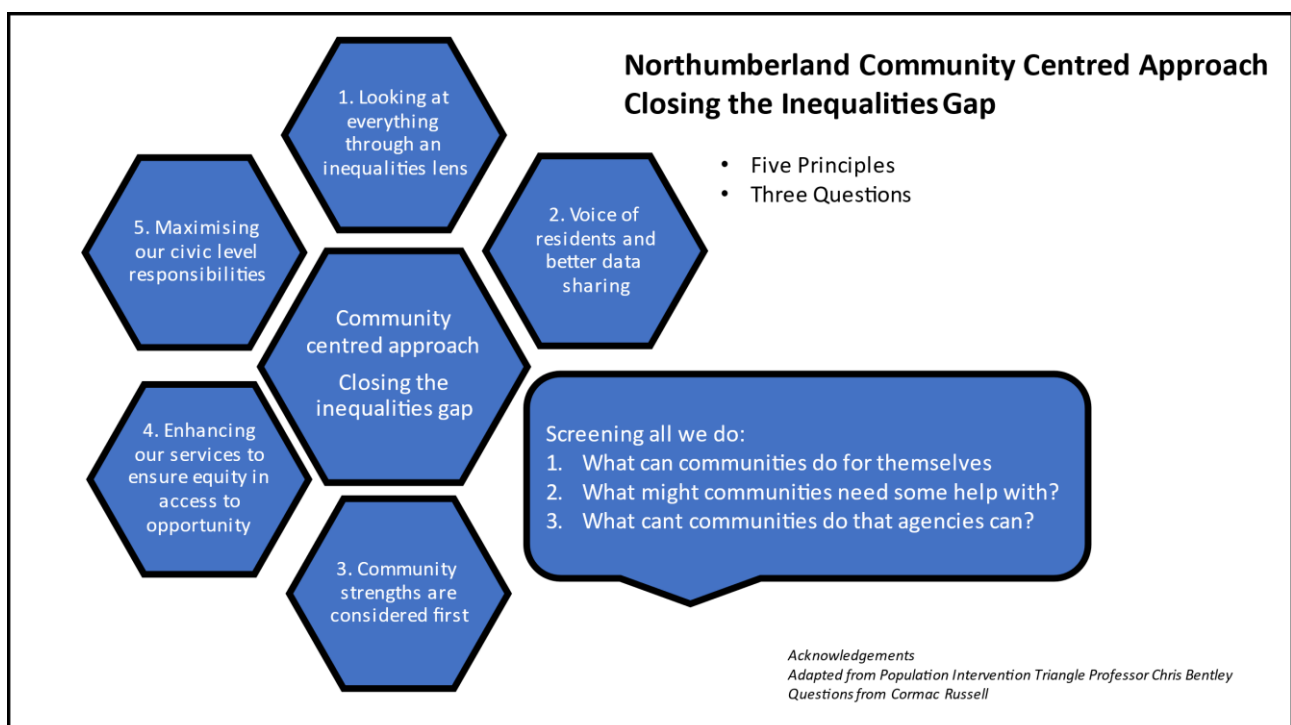 Northumberland Community Centred Approach
Closing the Inequalities Gap
• Five Principles
• Three Questions
1. Looking at
everything
through an
inequalities lens
2. Voice of
residents and
better data
sharing
3. Community
strengths are
considered first
4. Enhancing
our services to
ensure equity in
access to
opportunity
5. Maximising
our civic level
responsibilities
Community
centred approach
Closing the
inequalities gap
Screening all we do:
1. What can communities do for themselves
2. What might communities need some help with?
3. What cant communities do that agencies can?
Acknowledgements
Adapted from Population Intervention Triangle Professor Chris Bentley
Questions from Cormac Russell